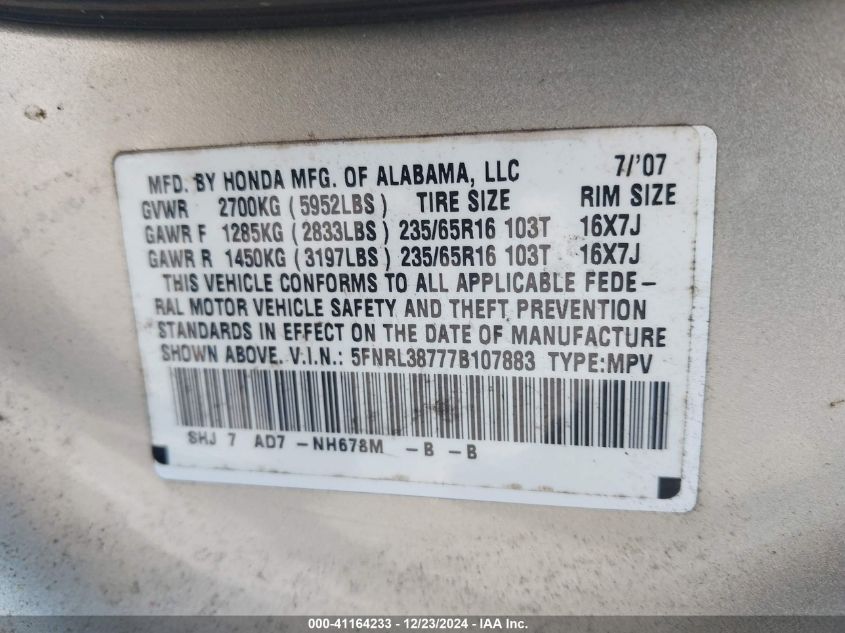 MFD. BY HONDA MFG. OF ALABAMA, LLC 7/'07
GVWR 2700KG (5952LBS) TIRE SIZE RIM SIZE
GAWR F 1285KG (2833LBS) 235/65R16 103T 16X7J
GAWR R 1450KG (3197LBS) 235/65R16 103T 16X7J
THIS VEHICLE CONFORMS TO ALL APPLICABLE FEDE-
RAL MOTOR VEHICLE SAFETY AND THEFT PREVENTION
STANDARDS IN EFFECT ON THE DATE OF MANUFACTURE
SHOWN ABOVE. V.I.N.: 5FNRL38777B107883 TYPE:MPV
SHJ 7 AD7 -NH678M -B -B
000-41164233 - 12/23/2024 - IAA Inc.